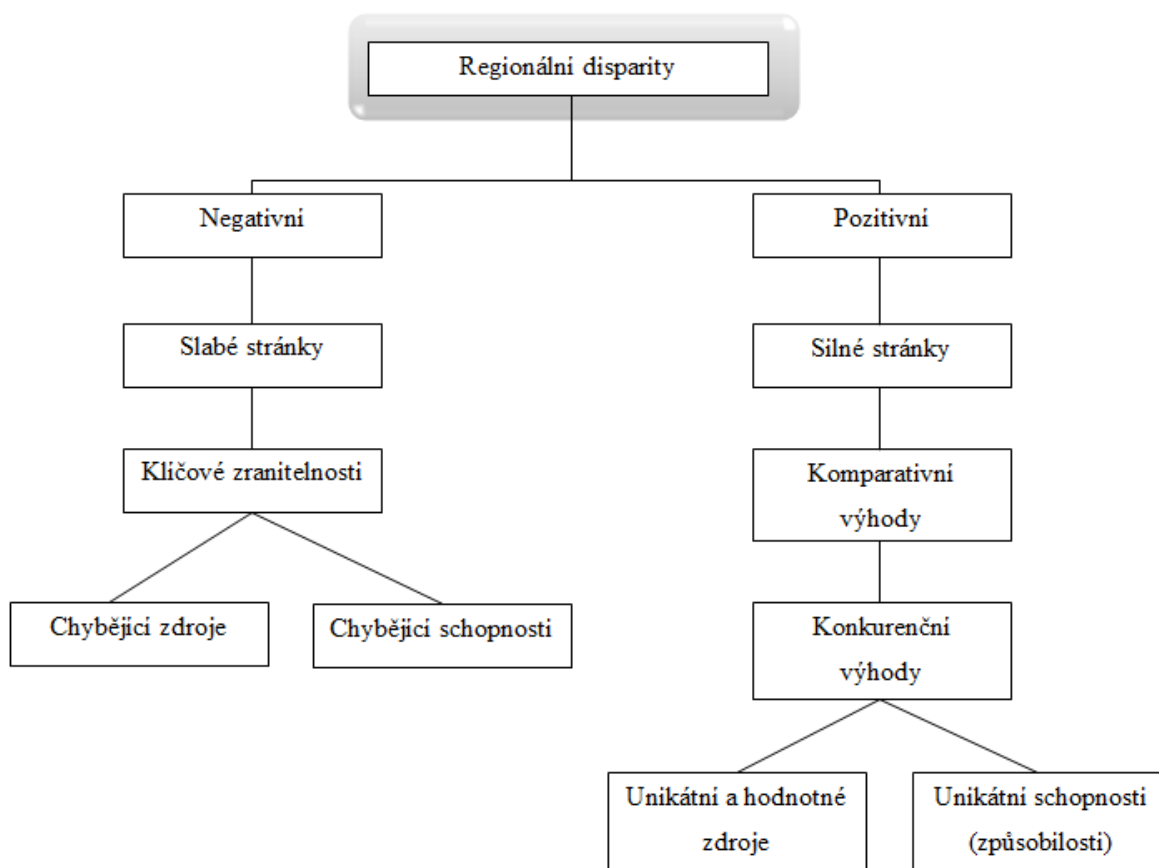 Regionální disparity
Negativní
Pozitivní
Slabé stránky
Silné stránky
Klíčové zranitelnosti
Komparativní
výhody
Chybějící zdroje
Chybějící schopnosti
Konkurenční
výhody
Unikátní a hodnotné
zdroje
Unikátní schopnosti
(způsobilosti)